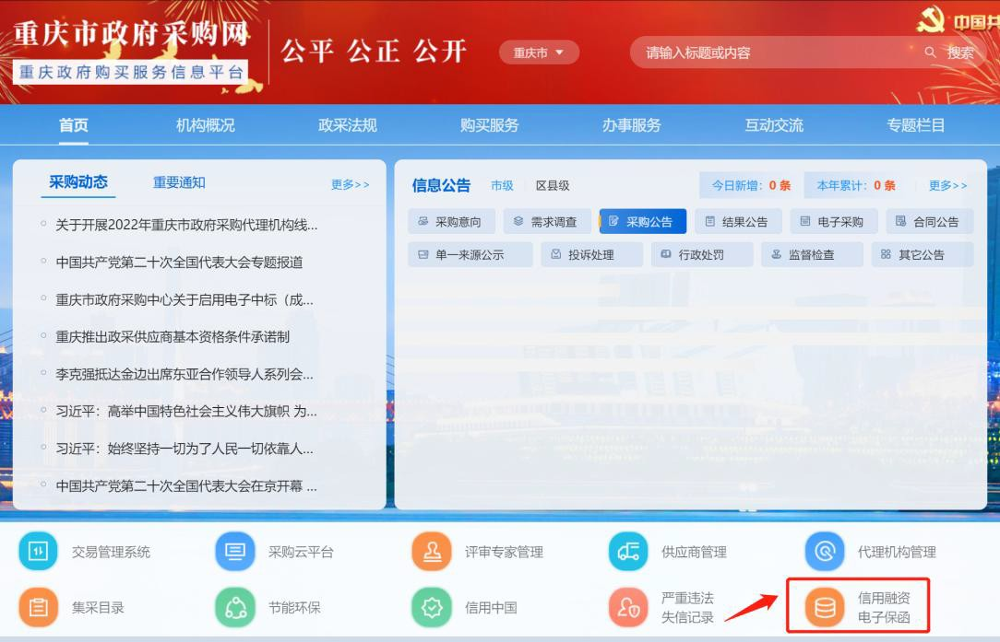 重庆市政府采购网
重庆政府购买服务信息平台
公平 公正 公开
重庆市
请输入标题或内容
搜索
中国共
首页 机构概况 政采法规 购买服务 办事服务 互动交流 专题栏目
采购动态 重要通知 更多>>
关于开展2022年重庆市政府采购代理机构线...
中国共产党第二十次全国代表大会专题报道
重庆市政府采购中心关于启用电子中标（成...
重庆推出政采供应商基本资格条件承诺制
李克强抵达金边出席东亚合作领导人系列会...
习近平：高举中国特色社会主义伟大旗帜 为...
习近平：始终坚持一切为了人民一切依靠人...
中国共产党第二十次全国代表大会在京开幕 ...
信息公告 市级 区县级 今日新增：0 条 本年累计：0 条 更多>>
采购意向 需求调查 采购公告 结果公告 电子采购 合同公告
单一来源公示 投诉处理 行政处罚 监督检查 其它公告
交易管理系统 采购云平台 评审专家管理 供应商管理 代理机构管理
集采目录 节能环保 信用中国
严重违法
失信记录
信用融资
电子保函